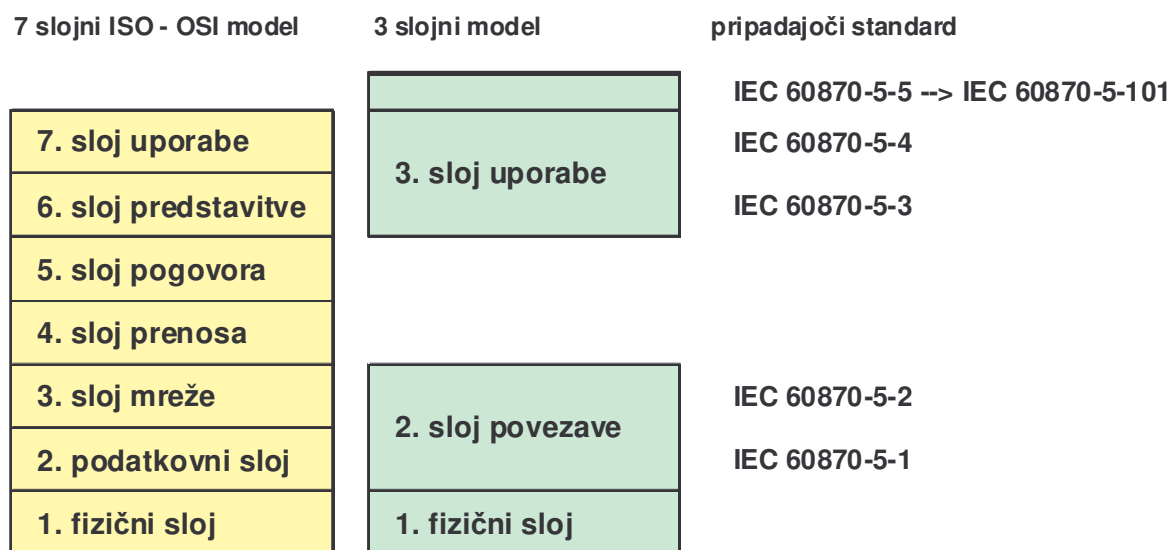 7 slojni ISO - OSI model
3 slojni model
pripadajoči standard
IEC 60870-5-5 --> IEC 60870-5-101
7. sloj uporabe
IEC 60870-5-4
3. sloj uporabe
6. sloj predstavitve
IEC 60870-5-3
5. sloj pogovora
4. sloj prenosa
3. sloj mreže
IEC 60870-5-2
2. sloj povezave
2. podatkovni sloj
IEC 60870-5-1
1. fizični sloj
1. fizični sloj